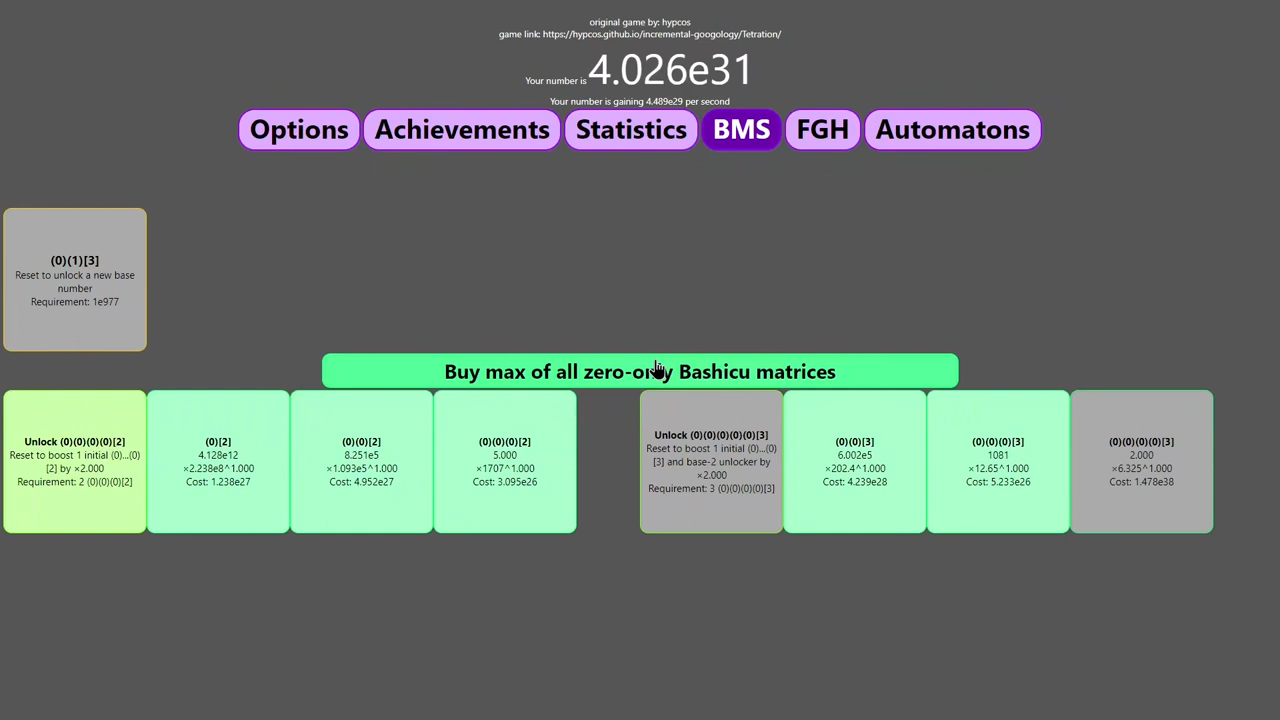 original game by: hypcos
game link: https://hypcos.github.io/incremental-googology/Tetration/
Your number is 4.026e31
Your number is gaining 4.489e29 per second
Options Achievements Statistics BMS FGH Automatons
(0)(1)[3]
Reset to unlock a new base
number
Requirement: 1e977
Buy max of all zero-only Bashicu matrices
Unlock (0)(0)(0)(0)[2]
Reset to boost 1 initial (0)...(0)
[2] by ×2.000
Requirement: 2 (0)(0)(0)[2]
(0)[2]
4.128e12
×2.238e8^1.000
Cost: 1.238e27
(0)(0)[2]
8.251e5
×1.093e5^1.000
Cost: 4.952e27
(0)(0)(0)[2]
5.000
×1707^1.000
Cost: 3.095e26
Unlock (0)(0)(0)(0)(0)[3]
Reset to boost 1 initial (0)...(0)
[3] and base-2 unlocker by
×2.000
Requirement: 3 (0)(0)(0)(0)[3]
(0)(0)[3]
6.002e5
×202.4^1.000
Cost: 4.239e28
(0)(0)(0)[3]
1081
×12.65^1.000
Cost: 5.233e26
(0)(0)(0)(0)[3]
2.000
×6.325^1.000
Cost: 1.478e38